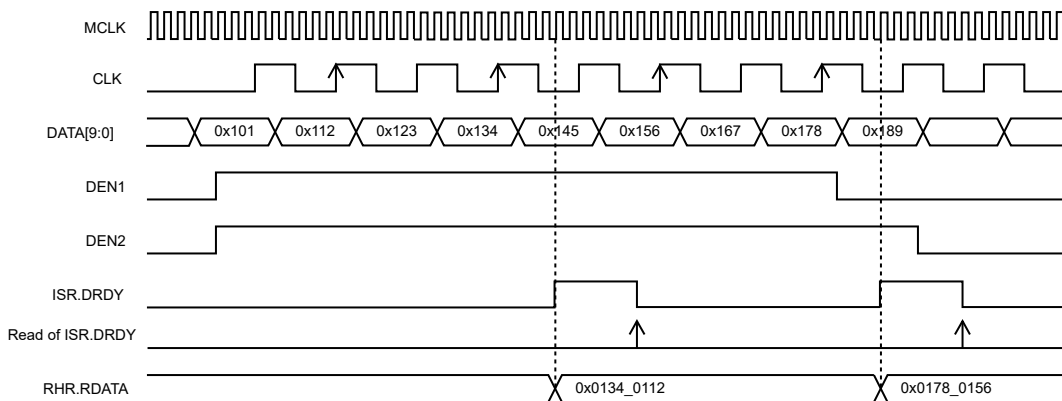 MCLK
CLK
DATA[9:0] 0x101 0x112 0x123 0x134 0x145 0x156 0x167 0x178 0x189
DEN1
DEN2
ISR.DRDY
Read of ISR.DRDY
RHR.RDATA 0x0134_0112 0x0178_0156